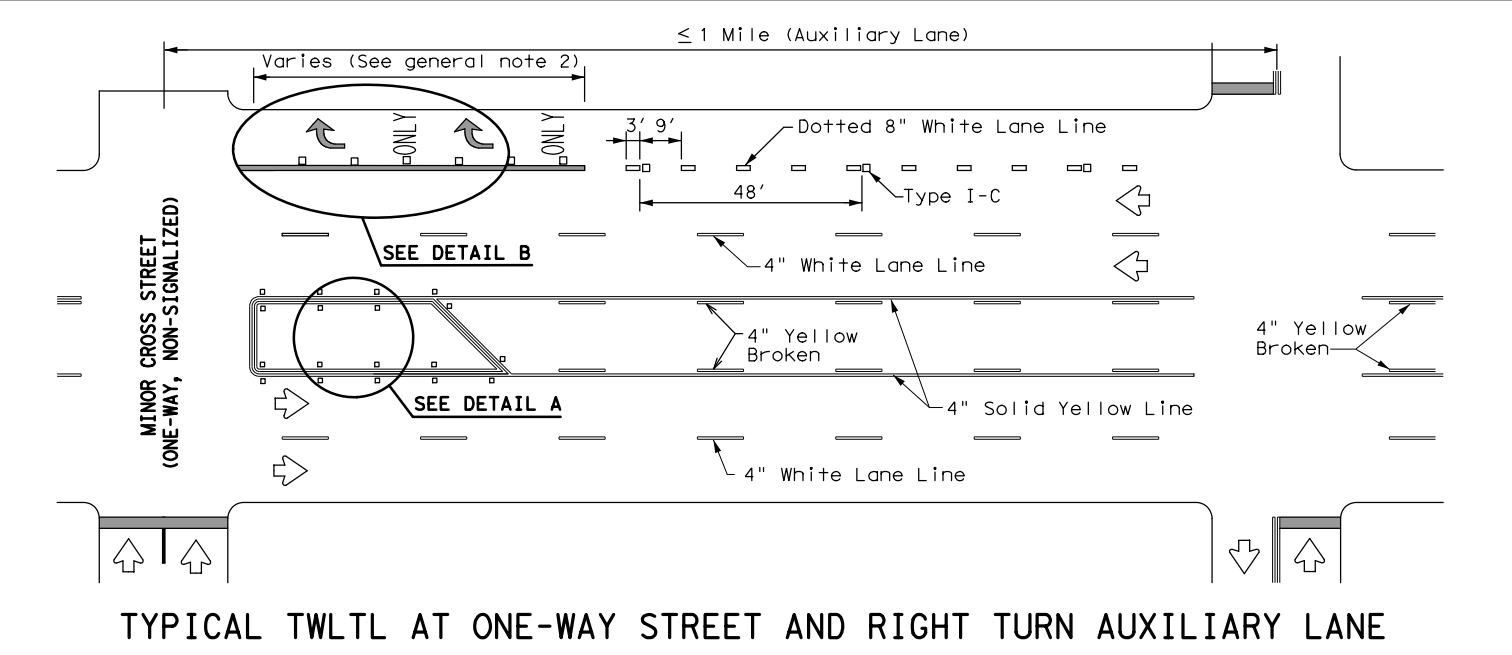 ≤ 1 Mile (Auxiliary Lane)
Varies (See general note 2)
ONLY
ONLY
3' 9'
Dotted 8" White Lane Line
48'
Type I-C
SEE DETAIL B
4" White Lane Line
MINOR CROSS STREET
(ONE-WAY, NON-SIGNALIZED)
4" Yellow
Broken
4" Yellow
Broken
SEE DETAIL A
4" Solid Yellow Line
4" White Lane Line
TYPICAL TWLTL AT ONE-WAY STREET AND RIGHT TURN AUXILIARY LANE